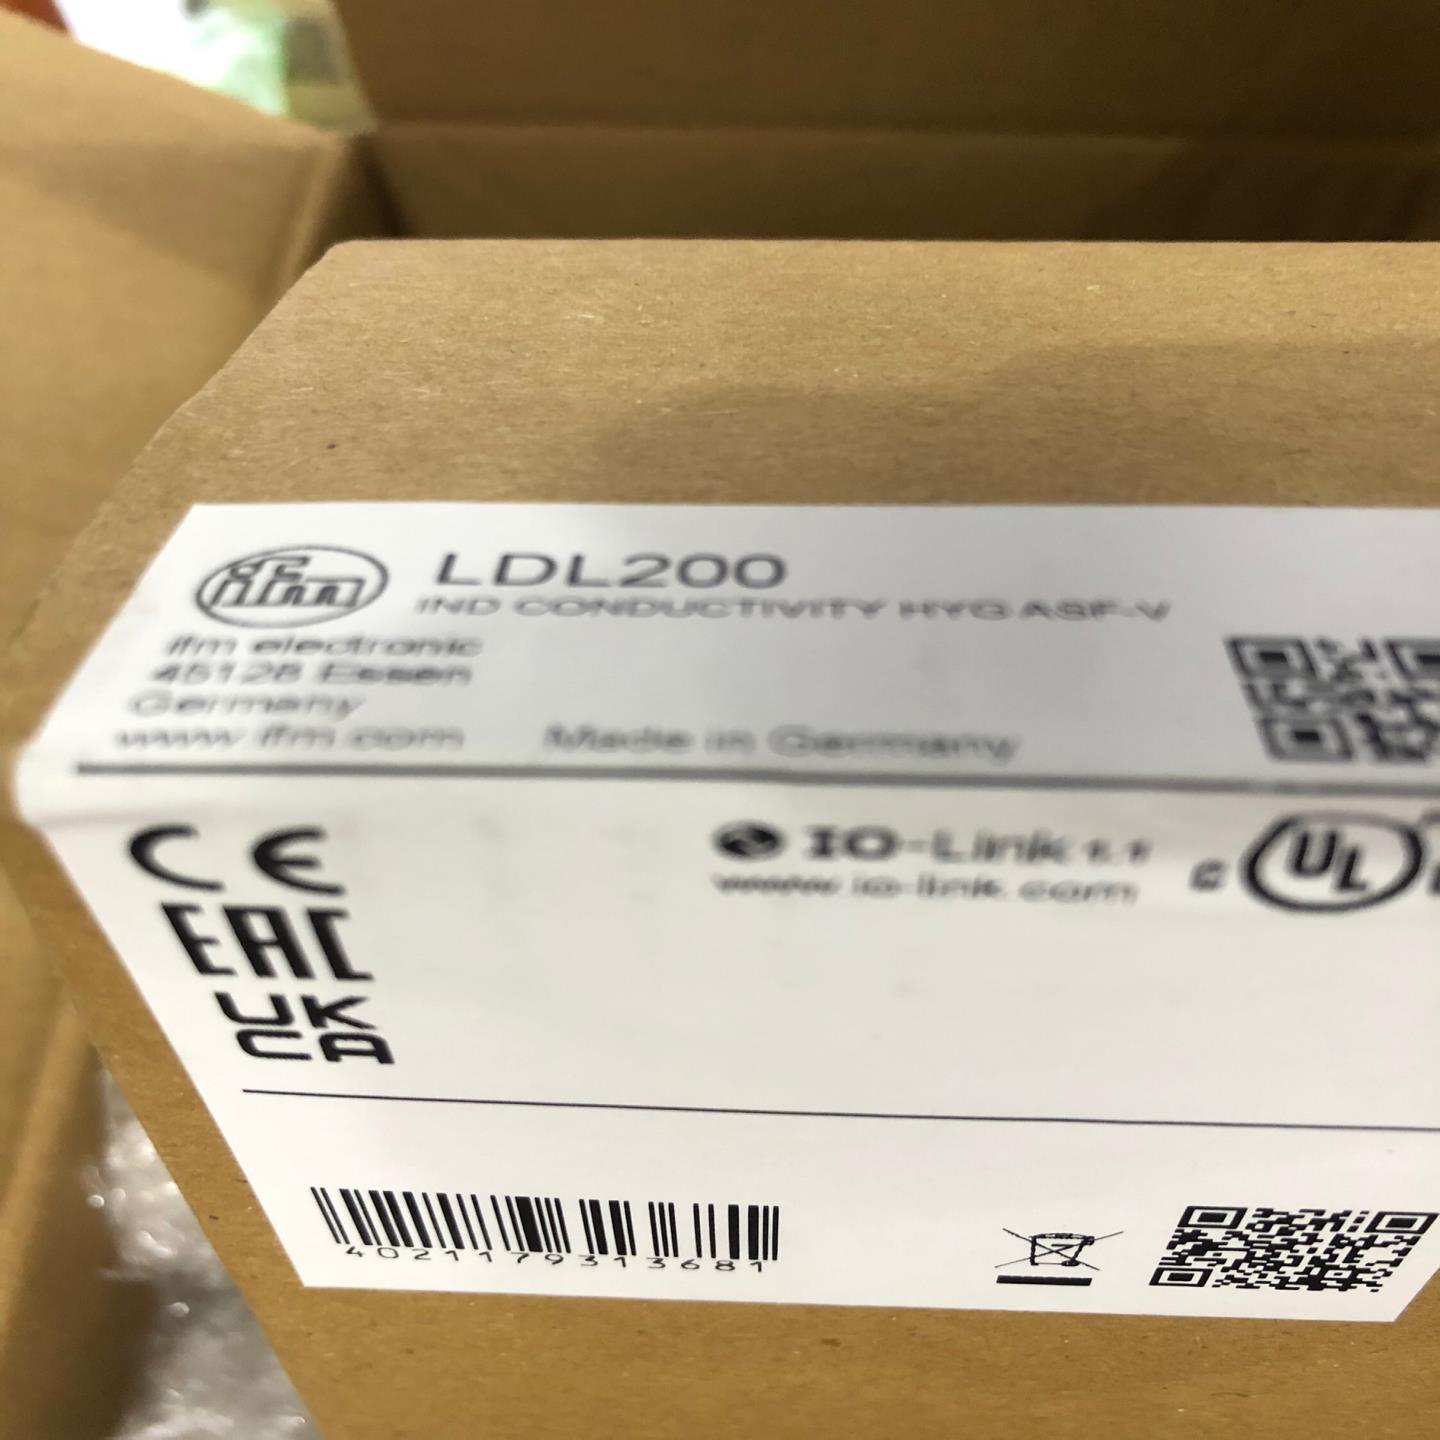 ifm
LDL200
IND CONDUCTIVITY HYG ASF-V
ifm electronic
45128 Essen
Germany
www.ifm.com
Made in Germany
CE
IO-Link 1.1
www.io-link.com
C UL
EAC
UK
CA
4021179313681